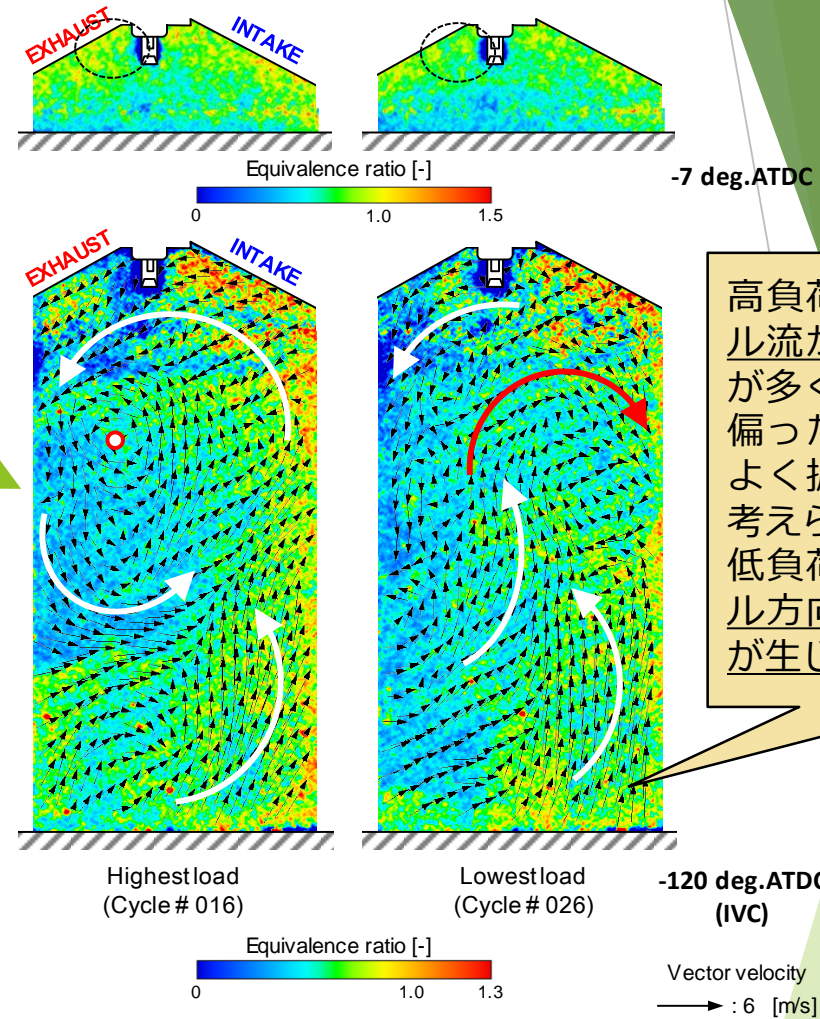 EXHAUST
INTAKE
Equivalence ratio [-]
0 1.0 1.5
-7 deg.ATDC
EXHAUST
INTAKE
高負荷
ル流が
が多く
偏った
よく拡
考えら
低負荷
ル方向
が生じ
Highest load
(Cycle # 016)
Lowest load
(Cycle # 026)
-120 deg.ATDC
(IVC)
Equivalence ratio [-]
0 1.0 1.3
Vector velocity
: 6 [m/s]